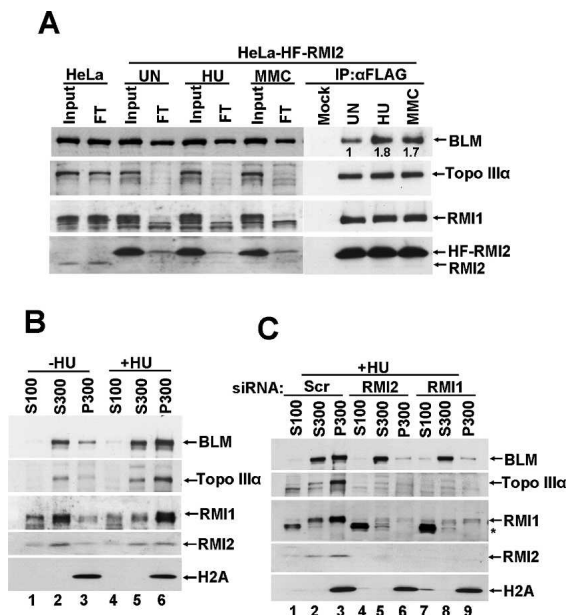 A
HeLa-HF-RMI2
HeLa UN HU MMC IP:αFLAG
Input FT Input FT Input FT Input FT Mock UN HU MMC
BLM
1 1.8 1.7
Topo IIIα
RMI1
HF-RMI2
RMI2
B
-HU +HU
S100 S300 P300 S100 S300 P300
BLM
Topo IIIα
RMI1
RMI2
H2A
1 2 3 4 5 6
C
+HU
siRNA: Scr RMI2 RMI1
S100 S300 P300 S100 S300 P300 S100 S300 P300
BLM
Topo IIIα
RMI1
*
RMI2
H2A
1 2 3 4 5 6 7 8 9